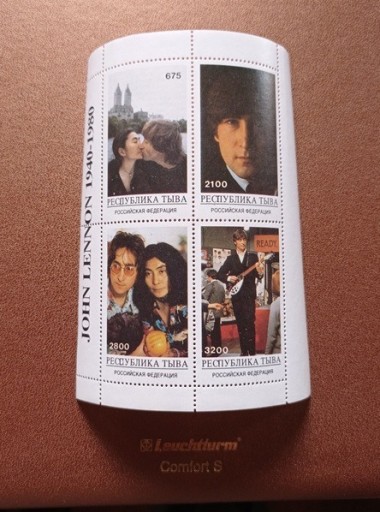 JOHN LENNON 1940-1980
675
РЕСПУБЛИКА ТЫВА
РОССИЙСКАЯ ФЕДЕРАЦИЯ
2100
РЕСПУБЛИКА ТЫВА
РОССИЙСКАЯ ФЕДЕРАЦИЯ
2800
РЕСПУБЛИКА ТЫВА
РОССИЙСКАЯ ФЕДЕРАЦИЯ
READY
3200
РЕСПУБЛИКА ТЫВА
РОССИЙСКАЯ ФЕДЕРАЦИЯ
Leuchtturm
Comfort S